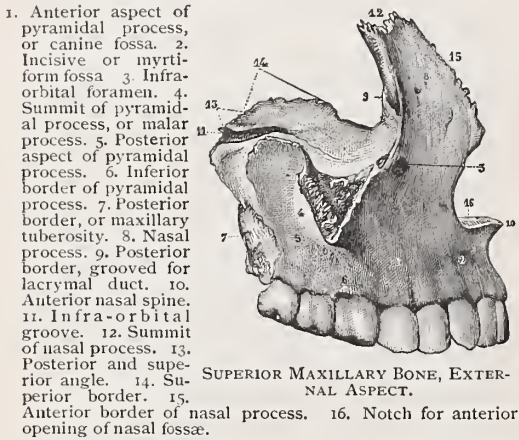 1. Anterior aspect of
pyramidal process,
or canine fossa. 2.
Incisive or myrti-
form fossa 3. Infra-
orbital foramen. 4.
Summit of pyramid-
al process, or malar
process. 5. Posterior
aspect of pyramidal
process. 6. Inferior
border of pyramidal
process. 7. Posterior
border, or maxillary
tuberosity. 8. Nasal
process. 9. Posterior
border, grooved for
lacrymal duct. 10.
Anterior nasal spine.
11. Infra-orbital
groove. 12. Summit
of nasal process. 13.
Posterior and supe-
rior angle. 14. Su-
perior border. 15.
Anterior border of nasal process. 16. Notch for anterior
opening of nasal fossæ.
12
14
15
8
9
13
11
3
16
10
4
7
5
1
2
6
SUPERIOR MAXILLARY BONE, EXTER-
NAL ASPECT.